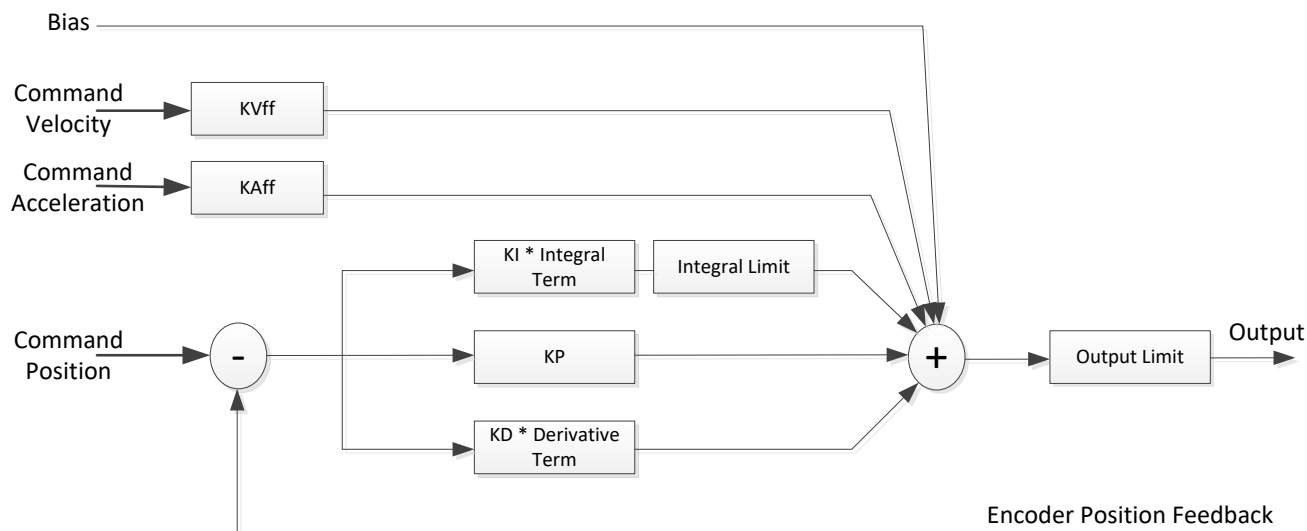 Bias
Command
Velocity
KVff
Command
Acceleration
KAff
KI * Integral
Term
Integral Limit
Command
Position
-
KP
+
Output Limit
Output
KD * Derivative
Term
Encoder Position Feedback